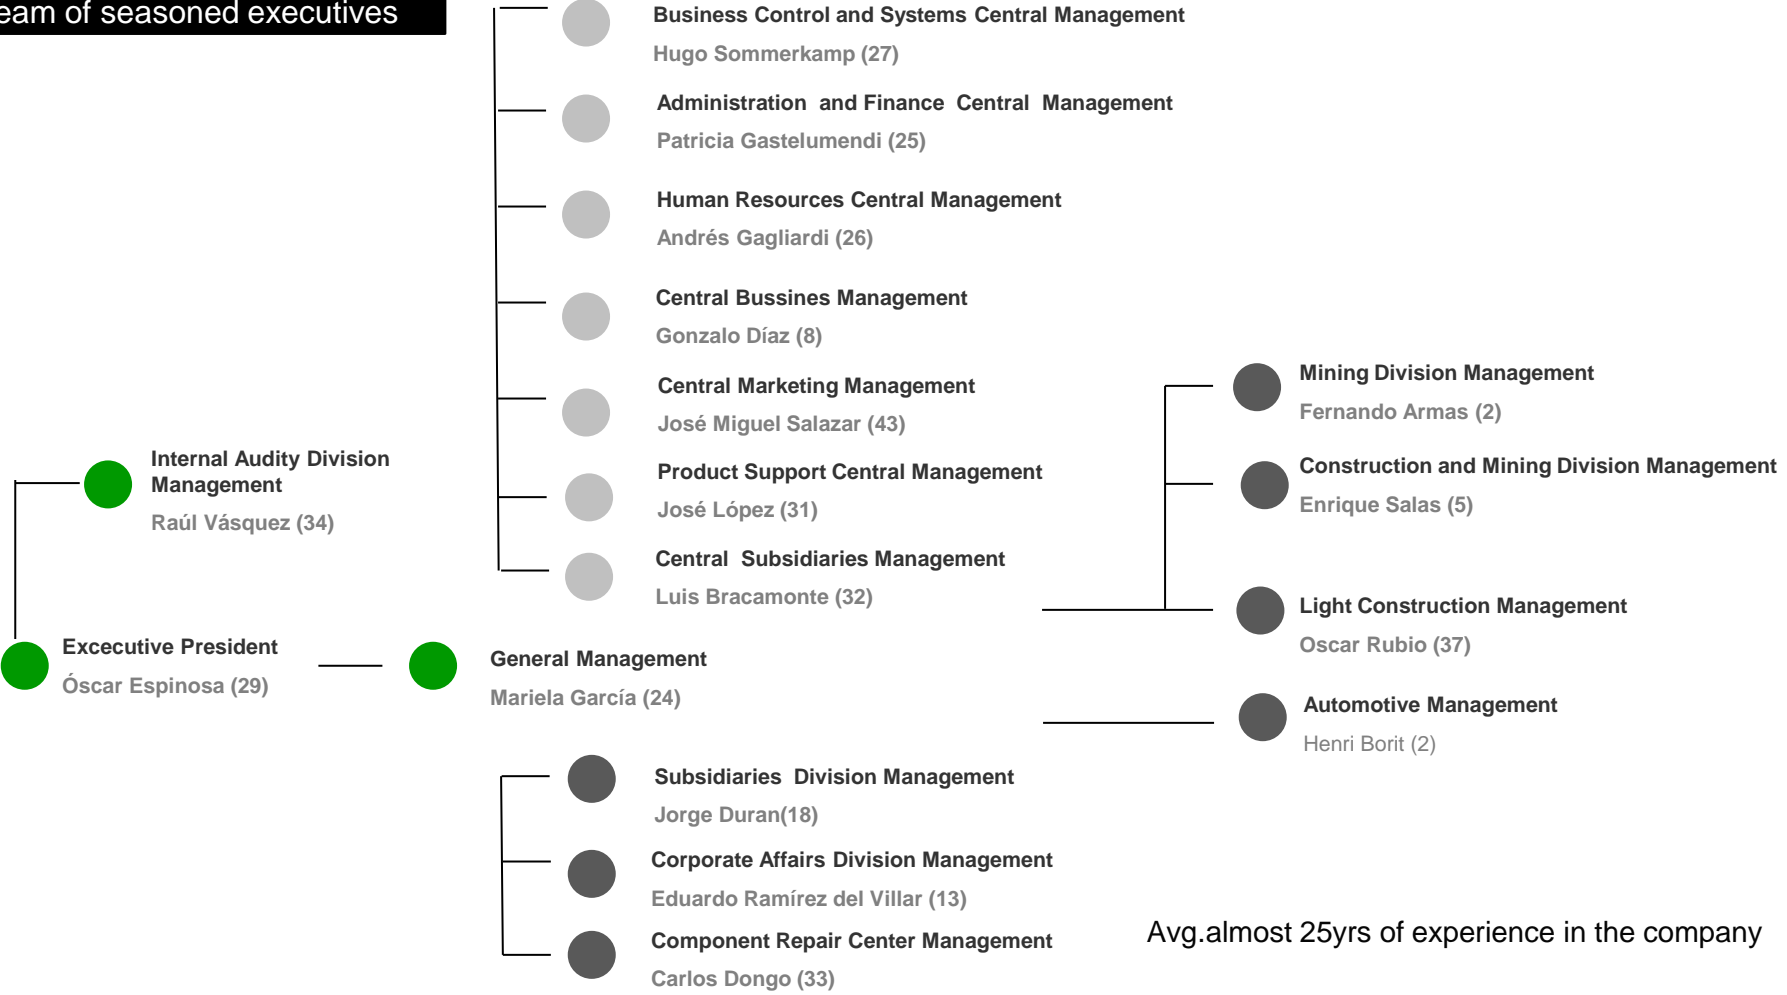 of seasoned executives
Business Control and Systems Central Management
Hugo Sommerkamp (27)
Administration and Finance Central Management
Patricia Gastelumendi (25)
Human Resources Central Management
Andrés Gagliardi (26)
Central Bussines Management
Gonzalo Díaz (8)
Central Marketing Management
José Miguel Salazar (43)
Product Support Central Management
José López (31)
Central Subsidiaries Management
Luis Bracamonte (32)
Mining Division Management
Fernando Armas (2)
Construction and Mining Division Management
Enrique Salas (5)
Light Construction Management
Oscar Rubio (37)
Automotive Management
Henri Borit (2)
Internal Audity Division
Management
Raúl Vásquez (34)
Excecutive President
Óscar Espinosa (29)
General Management
Mariela García (24)
Subsidiaries Division Management
Jorge Duran(18)
Corporate Affairs Division Management
Eduardo Ramírez del Villar (13)
Component Repair Center Management
Carlos Dongo (33)
Avg.almost 25yrs of experience in the company